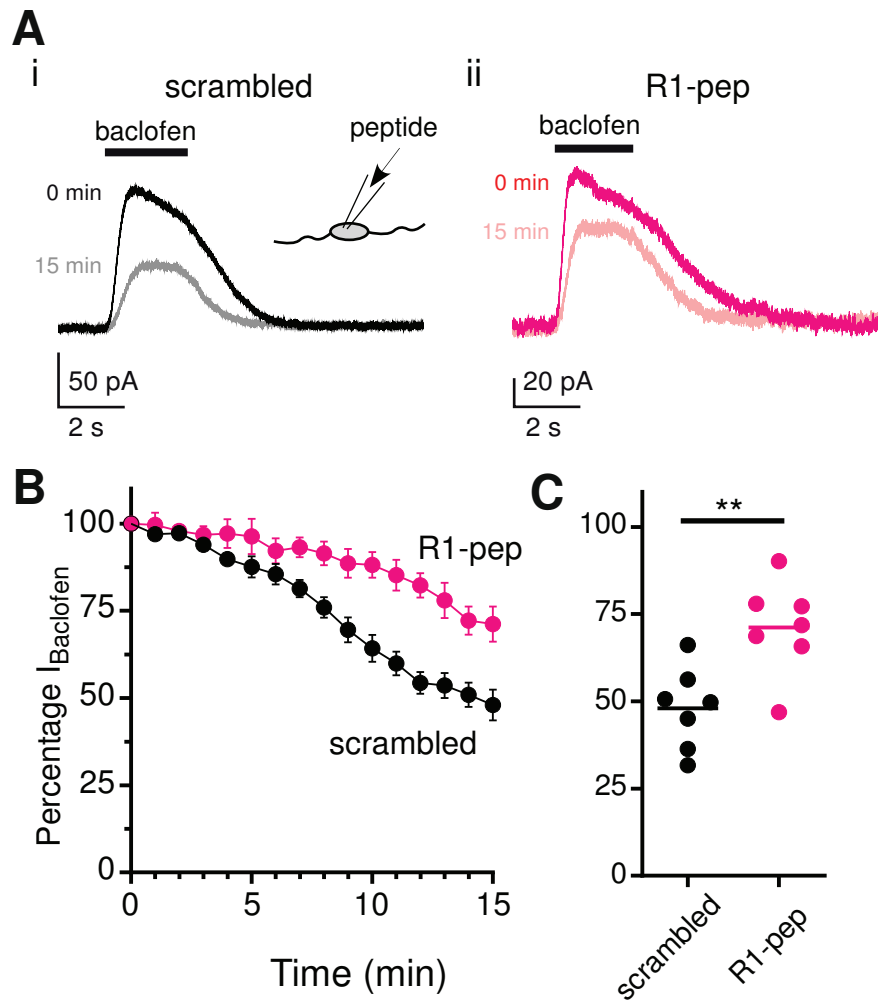 A
i
scrambled
baclofen
peptide
0 min
15 min
50 pA
2 s
ii
R1-pep
baclofen
0 min
15 min
20 pA
2 s
B
Percentage I_Baclofen
100
75
50
25
0
R1-pep
scrambled
0
5
10
15
Time (min)
C
**
100
75
50
25
0
scrambled
R1-pep